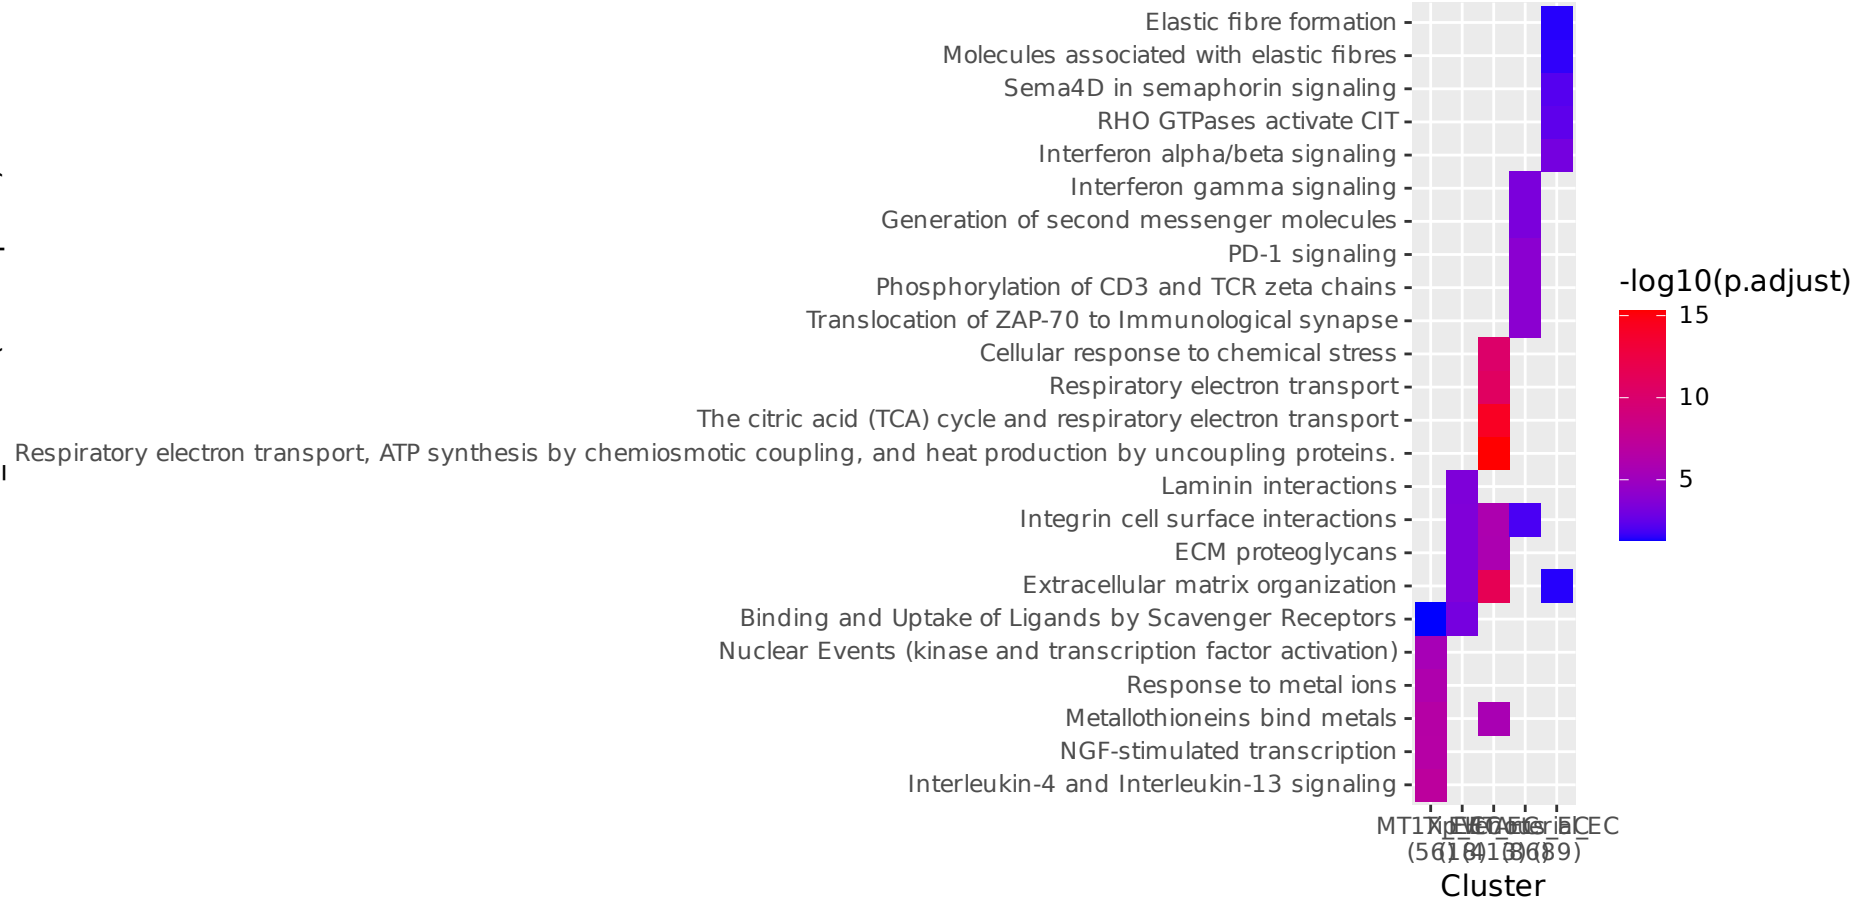 Elastic fibre formation
Molecules associated with elastic fibres
Sema4D in semaphorin signaling
RHO GTPases activate CIT
Interferon alpha/beta signaling
Interferon gamma signaling
Generation of second messenger molecules
PD-1 signaling
Phosphorylation of CD3 and TCR zeta chains
Translocation of ZAP-70 to Immunological synapse
Cellular response to chemical stress
Respiratory electron transport
The citric acid (TCA) cycle and respiratory electron transport
Respiratory electron transport, ATP synthesis by chemiosmotic coupling, and heat production by uncoupling proteins.
Laminin interactions
Integrin cell surface interactions
ECM proteoglycans
Extracellular matrix organization
Binding and Uptake of Ligands by Scavenger Receptors
Nuclear Events (kinase and transcription factor activation)
Response to metal ions
Metallothioneins bind metals
NGF-stimulated transcription
Interleukin-4 and Interleukin-13 signaling
-log10(p.adjust)
15
10
5
Cluster